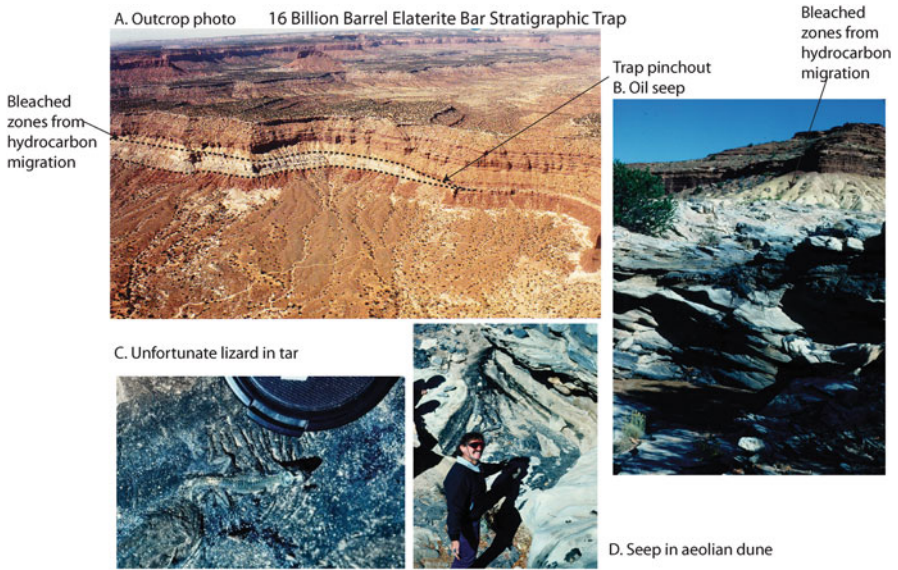 A. Outcrop photo
16 Billion Barrel Elaterite Bar Stratigraphic Trap
Bleached
zones from
hydrocarbon
migration
Trap pinchout
B. Oil seep
Bleached
zones from
hydrocarbon
migration
C. Unfortunate lizard in tar
D. Seep in aeolian dune